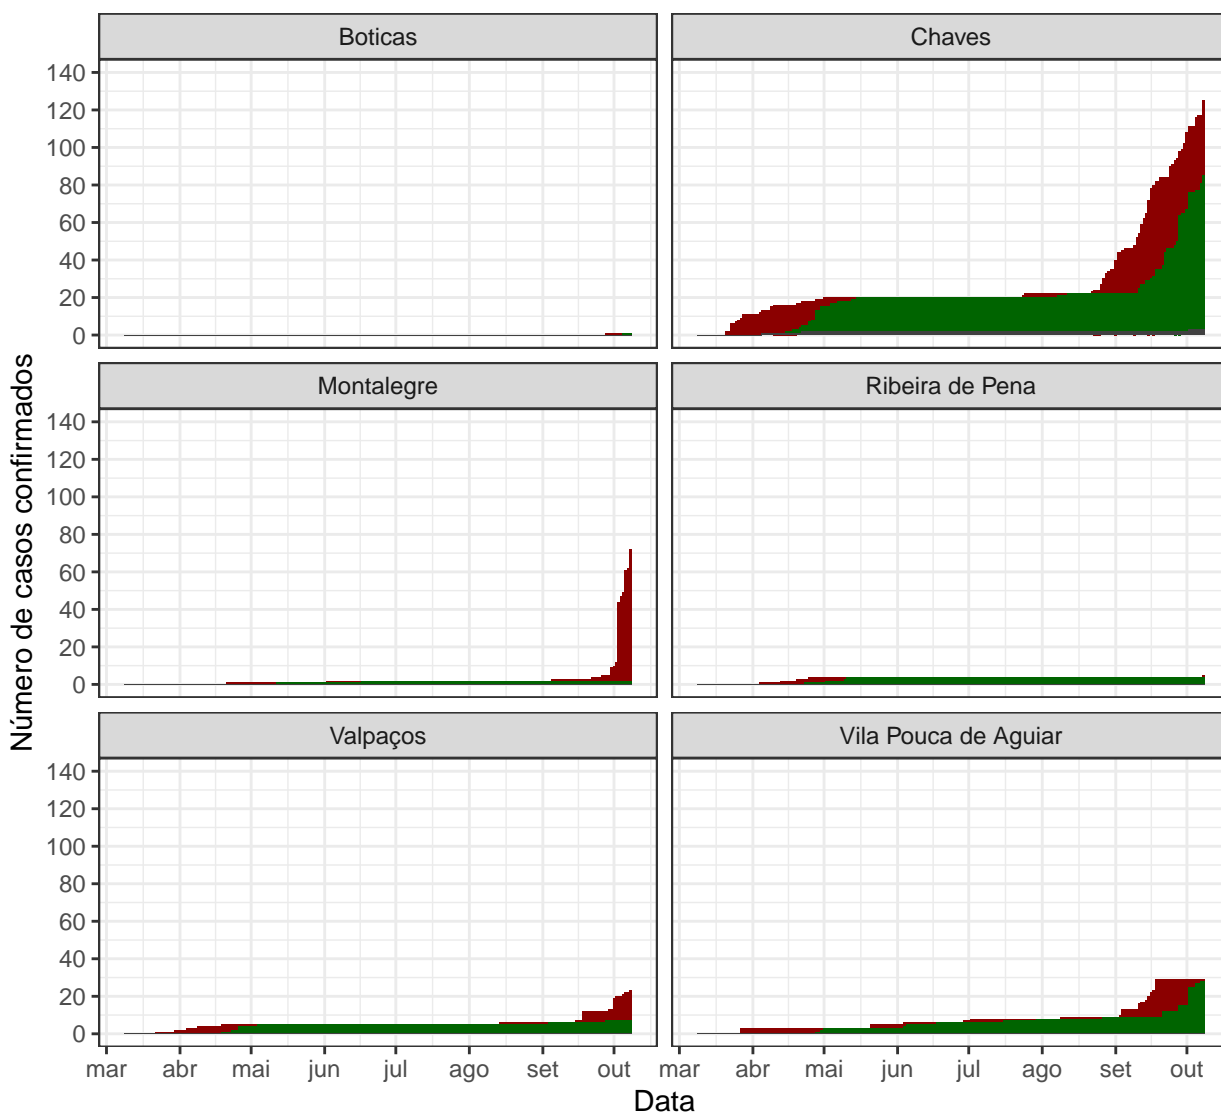 Boticas
Chaves
140
120
100
80
60
40
20
0
Montalegre
Ribeira de Pena
140
120
100
80
60
40
20
0
Número de casos confirmados
Valpaços
Vila Pouca de Aguiar
140
120
100
80
60
40
20
0
mar abr mai jun jul ago set out
mar abr mai jun jul ago set out
Data